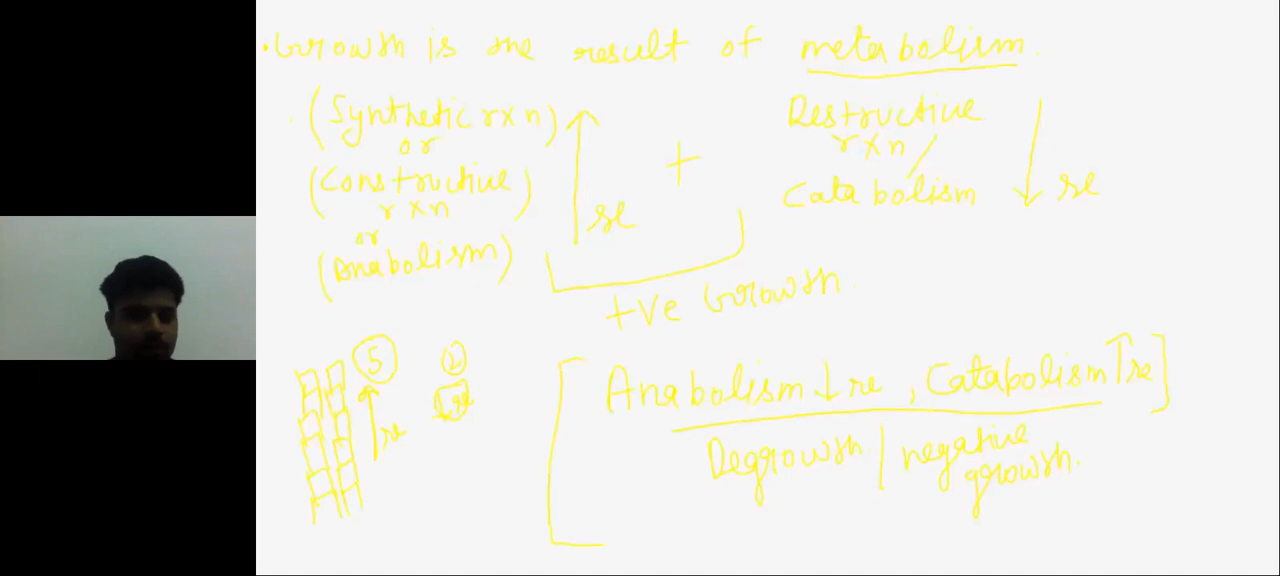 • Growth is the result of metabolism.
(Synthetic rxn)
or
(Constructive
rxn)
or
(Anabolism)
↑ se
+
Restructive
rxn /
Catabolism
↓ se
+ve Growth.
5
↑ se
[Anabolism ↓ se, Catabolism ↑ se]
Degrowth / negative
growth.